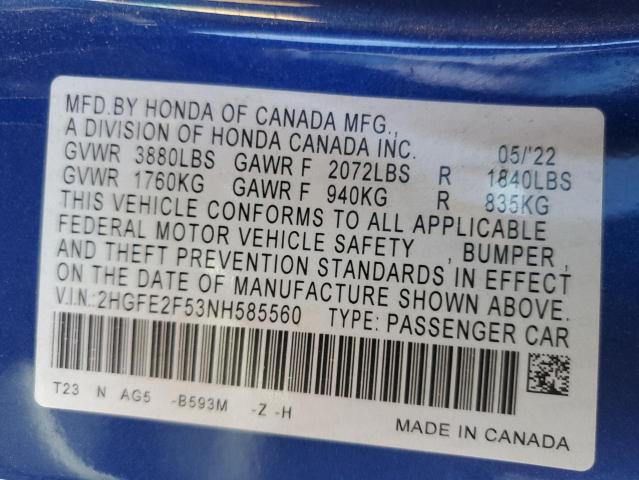 MFD.BY HONDA OF CANADA MFG.,
A DIVISION OF HONDA CANADA INC. 05/'22
GVWR 3880LBS GAWR F 2072LBS R 1840LBS
GVWR 1760KG GAWR F 940KG R 835KG
THIS VEHICLE CONFORMS TO ALL APPLICABLE
FEDERAL MOTOR VEHICLE SAFETY , BUMPER ,
AND THEFT PREVENTION STANDARDS IN EFFECT
ON THE DATE OF MANUFACTURE SHOWN ABOVE.
V.I.N.:2HGFE2F53NH585560 TYPE: PASSENGER CAR
T23 N AG5 -B593M -Z -H
MADE IN CANADA